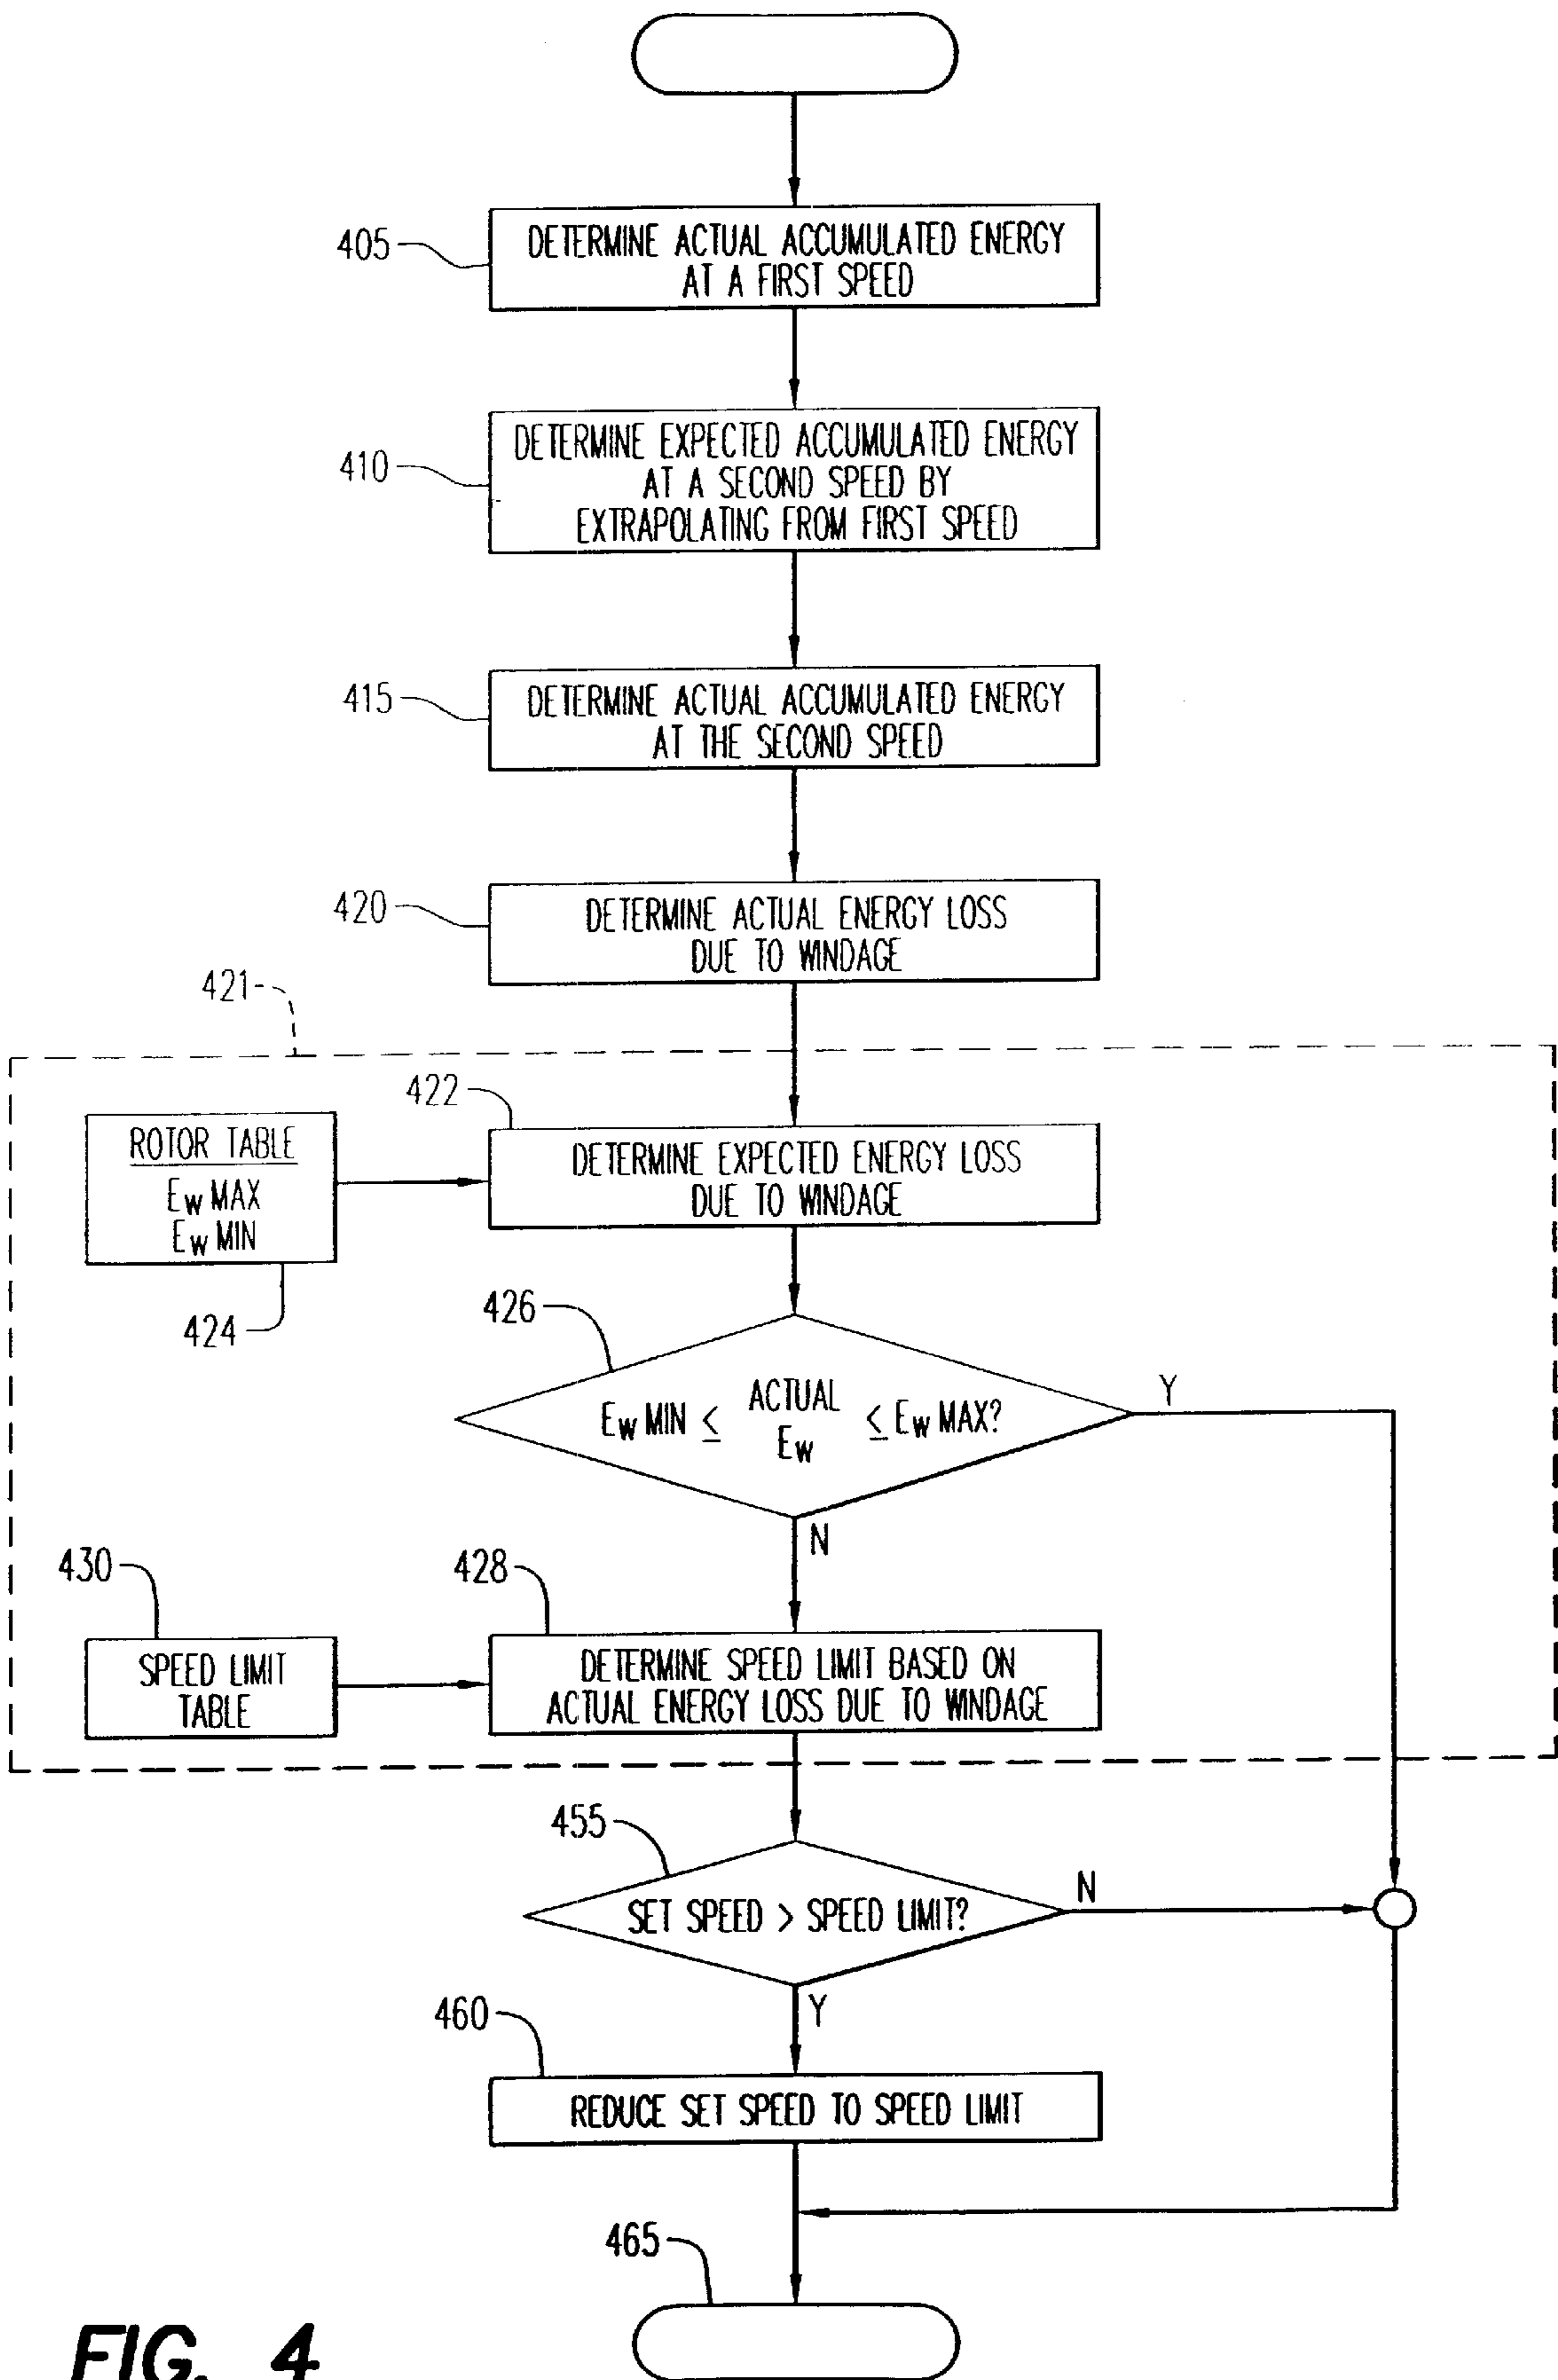 405
DETERMINE ACTUAL ACCUMULATED ENERGY
AT A FIRST SPEED
410
DETERMINE EXPECTED ACCUMULATED ENERGY
AT A SECOND SPEED BY
EXTRAPOLATING FROM FIRST SPEED
415
DETERMINE ACTUAL ACCUMULATED ENERGY
AT THE SECOND SPEED
420
DETERMINE ACTUAL ENERGY LOSS
DUE TO WINDAGE
421
422
ROTOR TABLE
EW MAX
EW MIN
424
DETERMINE EXPECTED ENERGY LOSS
DUE TO WINDAGE
426
EW MIN ≤ ACTUAL EW ≤ EW MAX?
Y
N
430
SPEED LIMIT
TABLE
428
DETERMINE SPEED LIMIT BASED ON
ACTUAL ENERGY LOSS DUE TO WINDAGE
455
SET SPEED > SPEED LIMIT?
N
Y
460
REDUCE SET SPEED TO SPEED LIMIT
465
FIG. 4